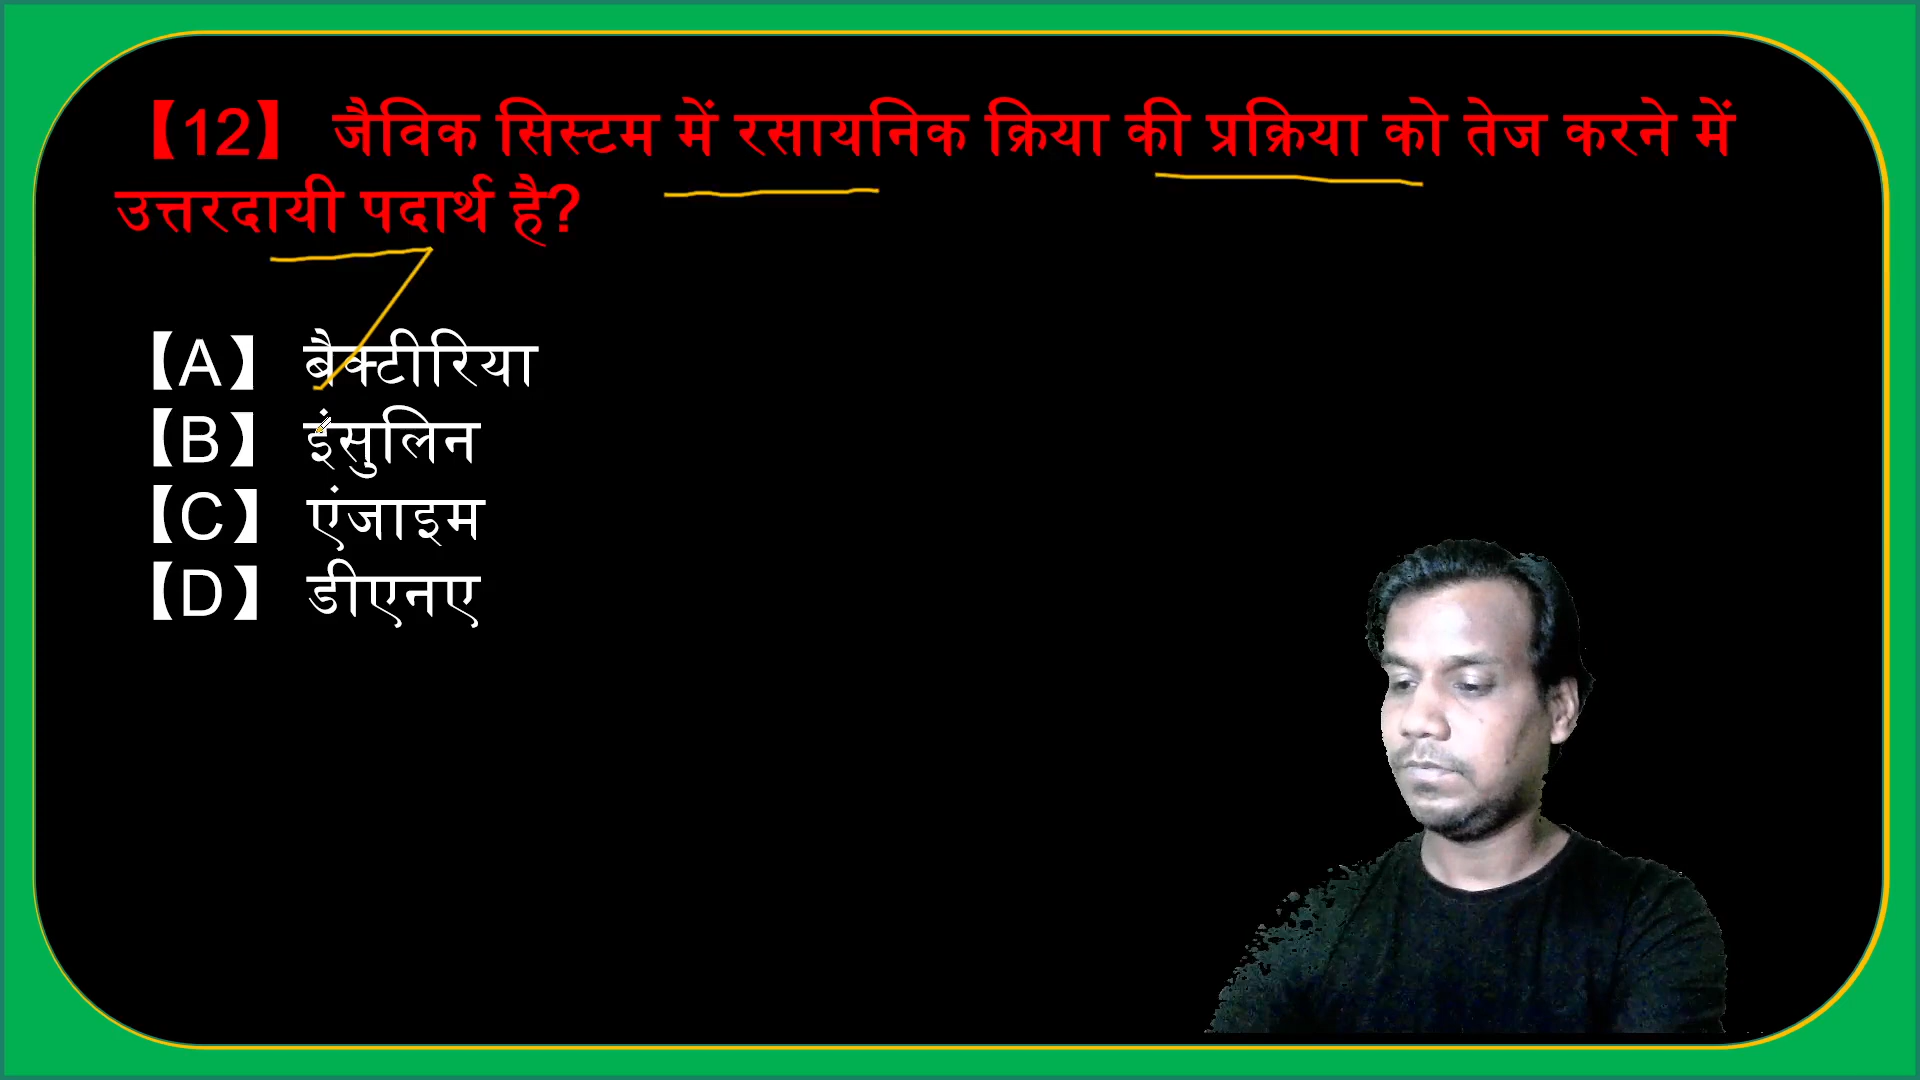 【12】 जैविक सिस्टम में रसायनिक क्रिया की प्रक्रिया को तेज करने में
उत्तरदायी पदार्थ है?
【A】 बैक्टीरिया
【B】 इंसुलिन
【C】 एंजाइम
【D】 डीएनए